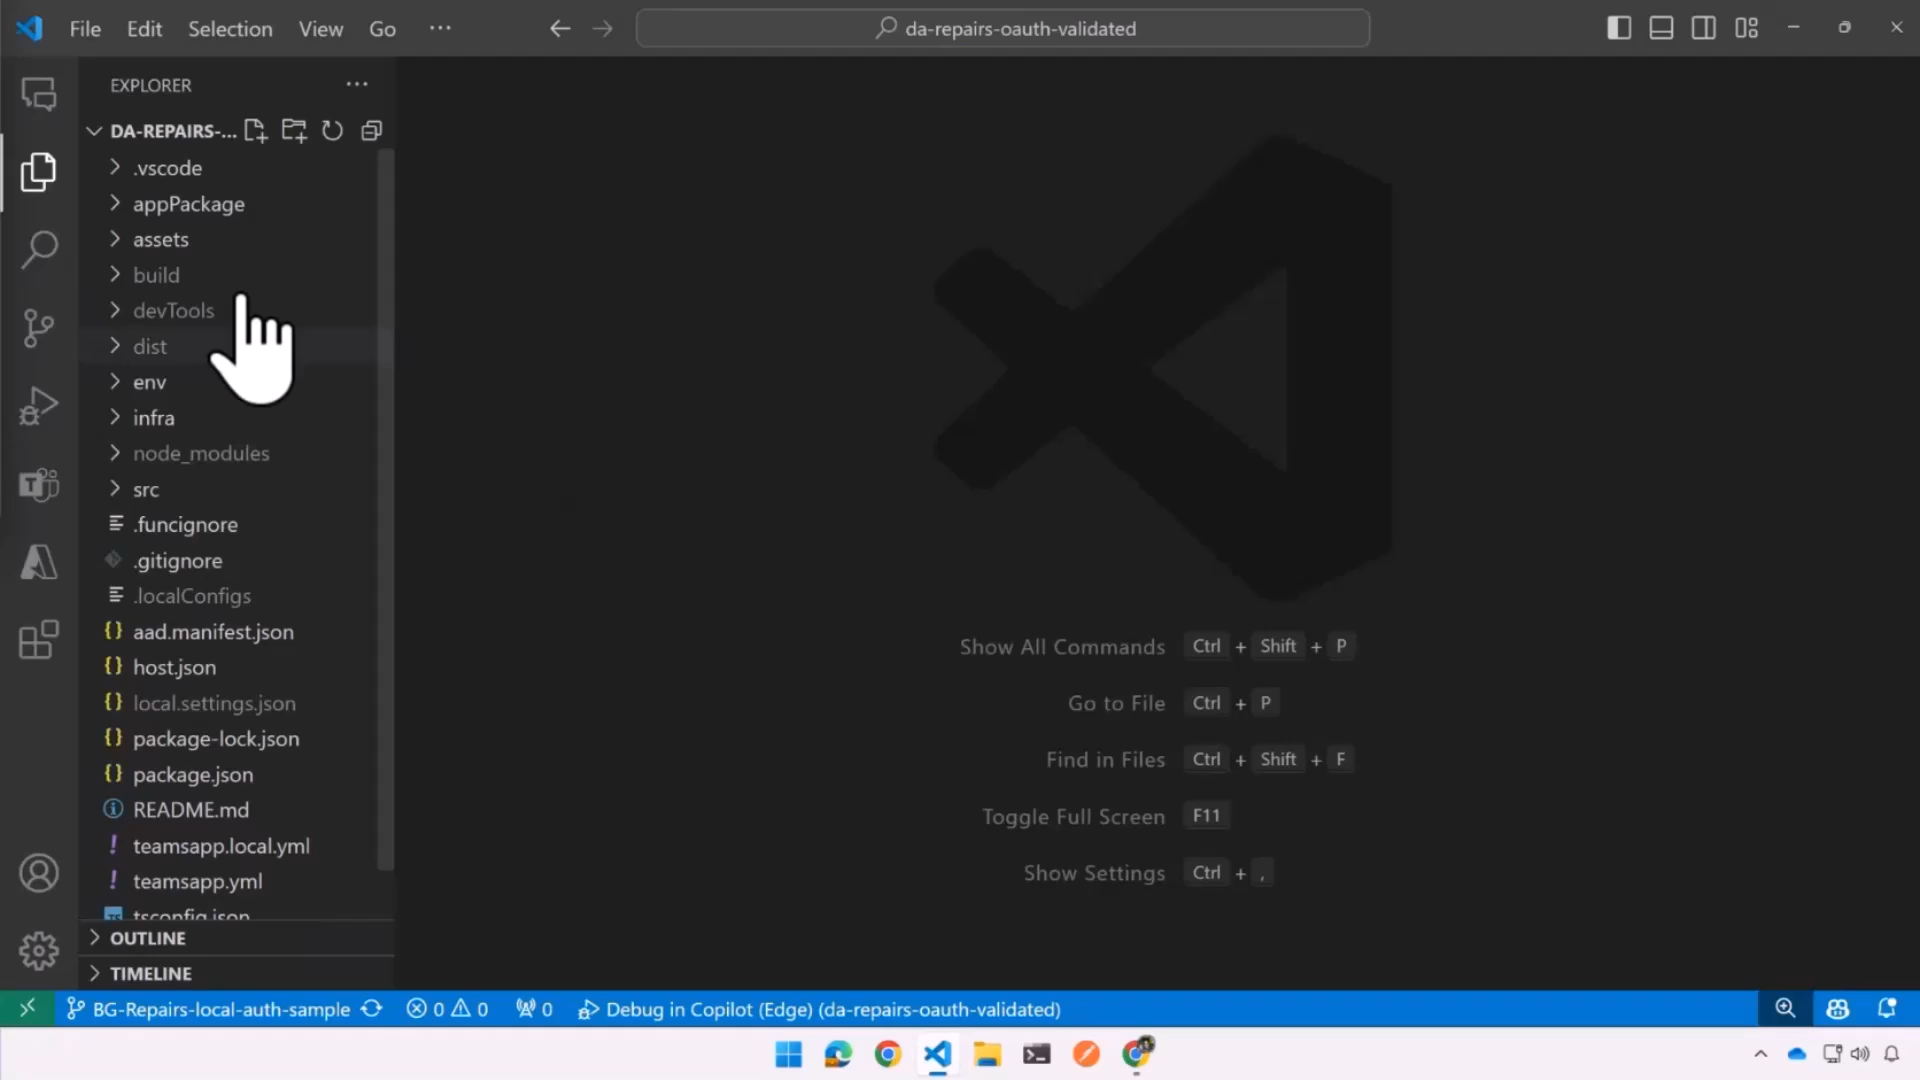 File Edit Selection View Go ···
da-repairs-oauth-validated
EXPLORER
DA-REPAIRS-...
.vscode
appPackage
assets
build
devTools
dist
env
infra
node_modules
src
.funcignore
.gitignore
.localConfigs
{} aad.manifest.json
{} host.json
{} local.settings.json
{} package-lock.json
{} package.json
README.md
! teamsapp.local.yml
! teamsapp.yml
TS tsconfig.json
OUTLINE
TIMELINE
Show All Commands Ctrl + Shift + P
Go to File Ctrl + P
Find in Files Ctrl + Shift + F
Toggle Full Screen F11
Show Settings Ctrl + ,
BG-Repairs-local-auth-sample 0 0 0 Debug in Copilot (Edge) (da-repairs-oauth-validated)